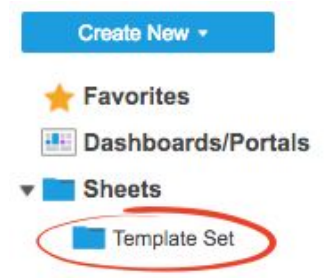 Create New
Favorites
Dashboards/Portals
Sheets
Template Set